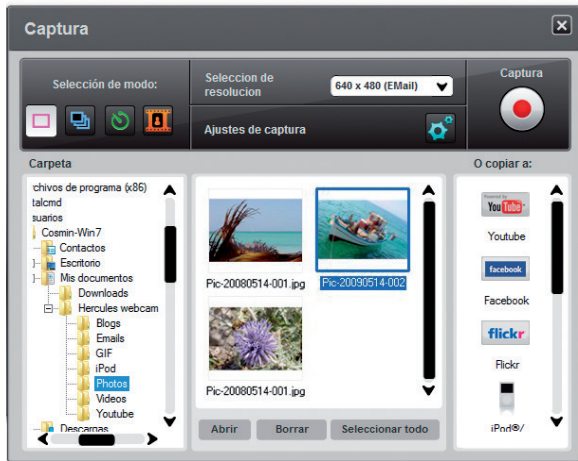 Captura
Selección de modo:
Seleccion de
resolucion
640 x 480 (EMail)
Ajustes de captura
Captura
Carpeta
chivos de programa (x86)
talcmd
suarios
Cosmin-Win7
Contactos
Escritorio
Mis documentos
Downloads
Hercules webcam
Blogs
Emails
GIF
iPod
Photos
Videos
Youtube
Descargas
Pic-20080514-001.jpg
Pic-20090514-002
Pic-20080514-001.jpg
Abrir
Borrar
Seleccionar todo
O copiar a:
Powered by
YouTube
Youtube
facebook
Facebook
flickr
Flickr
iPod®/